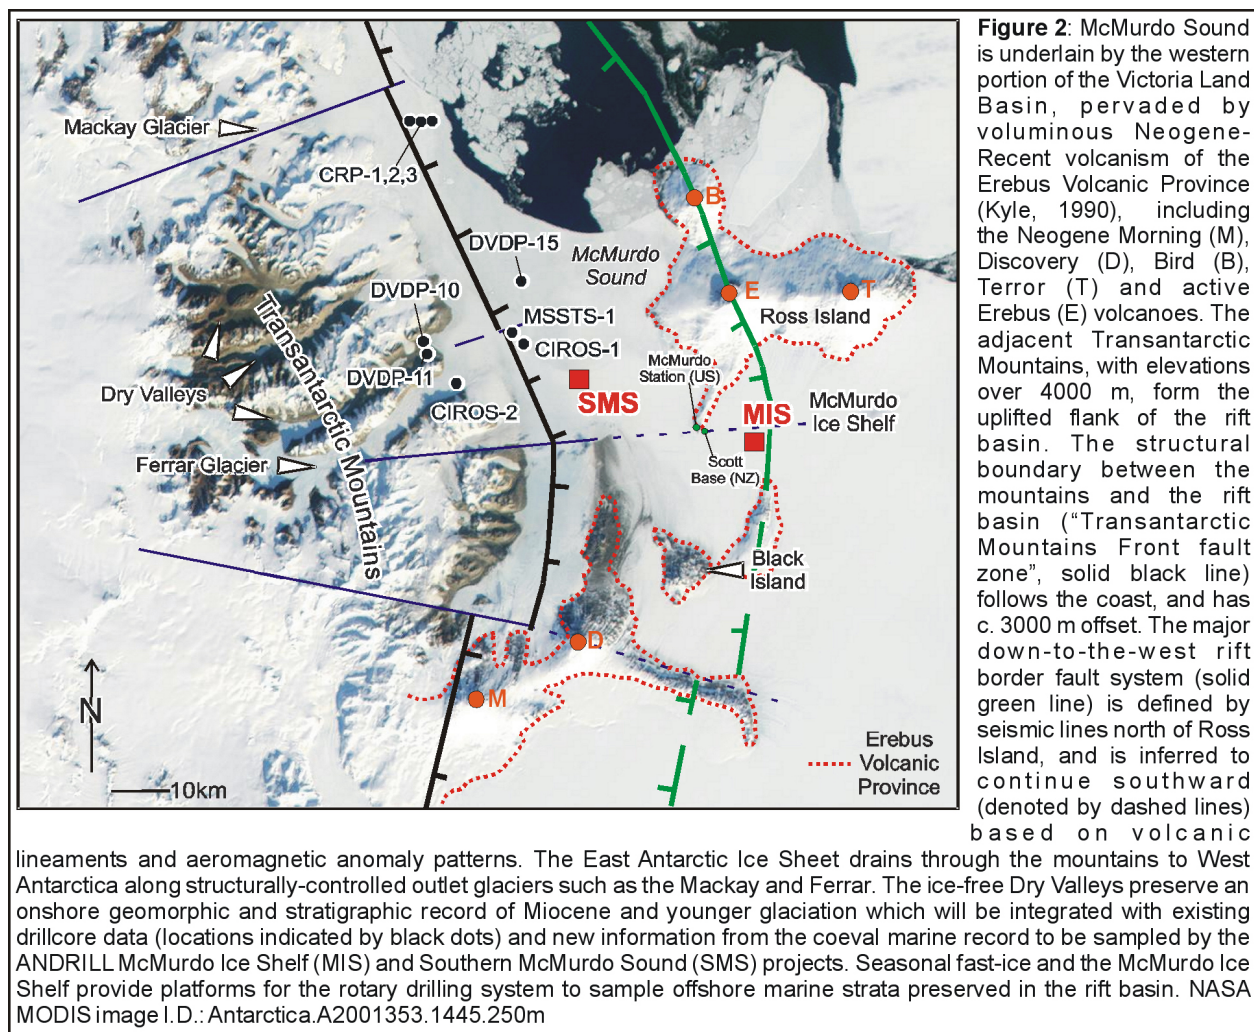 Mackay Glacier
CRP-1,2,3
DVDP-15
McMurdo
Sound
B
DVDP-10
E
T
MSSTS-1
Ross Island
CIROS-1
Transantarctic Mountains
McMurdo
Station (US)
DVDP-11
Dry Valleys
SMS
CIROS-2
MIS
McMurdo
Ice Shelf
Ferrar Glacier
Scott
Base (NZ)
Black
Island
D
M
N
Erebus
Volcanic
Province
10km
Figure 2: McMurdo Sound
is underlain by the western
portion of the Victoria Land
Basin, pervaded by
voluminous Neogene-
Recent volcanism of the
Erebus Volcanic Province
(Kyle, 1990), including
the Neogene Morning (M),
Discovery (D), Bird (B),
Terror (T) and active
Erebus (E) volcanoes. The
adjacent Transantarctic
Mountains, with elevations
over 4000 m, form the
uplifted flank of the rift
basin. The structural
boundary between the
mountains and the rift
basin (“Transantarctic
Mountains Front fault
zone”, solid black line)
follows the coast, and has
c. 3000 m offset. The major
down-to-the-west rift
border fault system (solid
green line) is defined by
seismic lines north of Ross
Island, and is inferred to
continue southward
(denoted by dashed lines)
based on volcanic
lineaments and aeromagnetic anomaly patterns. The East Antarctic Ice Sheet drains through the mountains to West
Antarctica along structurally-controlled outlet glaciers such as the Mackay and Ferrar. The ice-free Dry Valleys preserve an
onshore geomorphic and stratigraphic record of Miocene and younger glaciation which will be integrated with existing
drillcore data (locations indicated by black dots) and new information from the coeval marine record to be sampled by the
ANDRILL McMurdo Ice Shelf (MIS) and Southern McMurdo Sound (SMS) projects. Seasonal fast-ice and the McMurdo Ice
Shelf provide platforms for the rotary drilling system to sample offshore marine strata preserved in the rift basin. NASA
MODIS image I.D.: Antarctica.A2001353.1445.250m